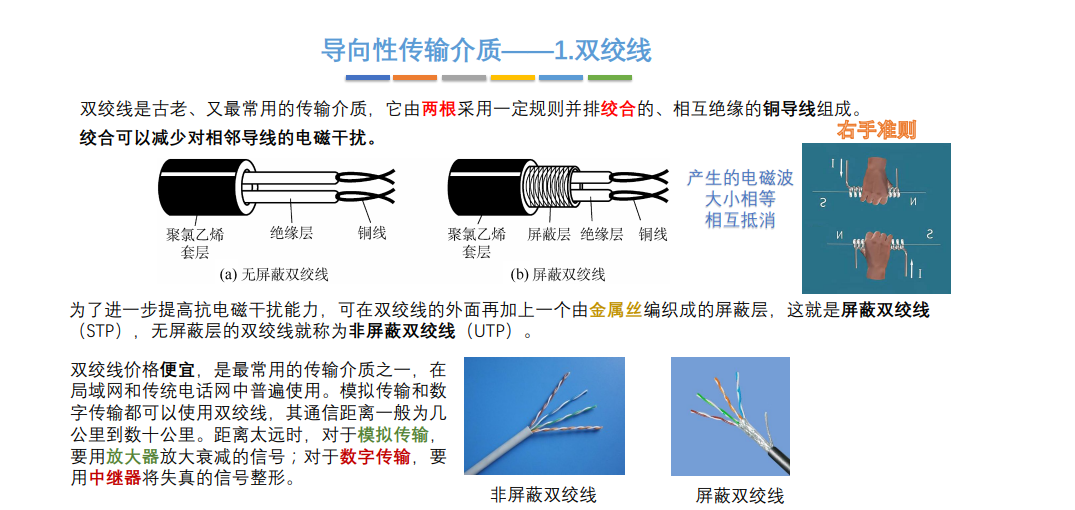 导向性传输介质——1.双绞线
双绞线是古老、又最常用的传输介质，它由两根采用一定规则并排绞合的、相互绝缘的铜导线组成。
绞合可以减少对相邻导线的电磁干扰。
右手准则
聚氯乙烯
套层
绝缘层
铜线
(a) 无屏蔽双绞线
聚氯乙烯
套层
屏蔽层
绝缘层
铜线
(b) 屏蔽双绞线
产生的电磁波
大小相等
相互抵消
I
S
N
N
S
I
为了进一步提高抗电磁干扰能力，可在双绞线的外面再加上一个由金属丝编织成的屏蔽层，这就是屏蔽双绞线
（STP），无屏蔽层的双绞线就称为非屏蔽双绞线（UTP）。
双绞线价格便宜，是最常用的传输介质之一，在
局域网和传统电话网中普遍使用。模拟传输和数
字传输都可以使用双绞线，其通信距离一般为几
公里到数十公里。距离太远时，对于模拟传输，
要用放大器放大衰减的信号；对于数字传输，要
用中继器将失真的信号整形。
非屏蔽双绞线
屏蔽双绞线